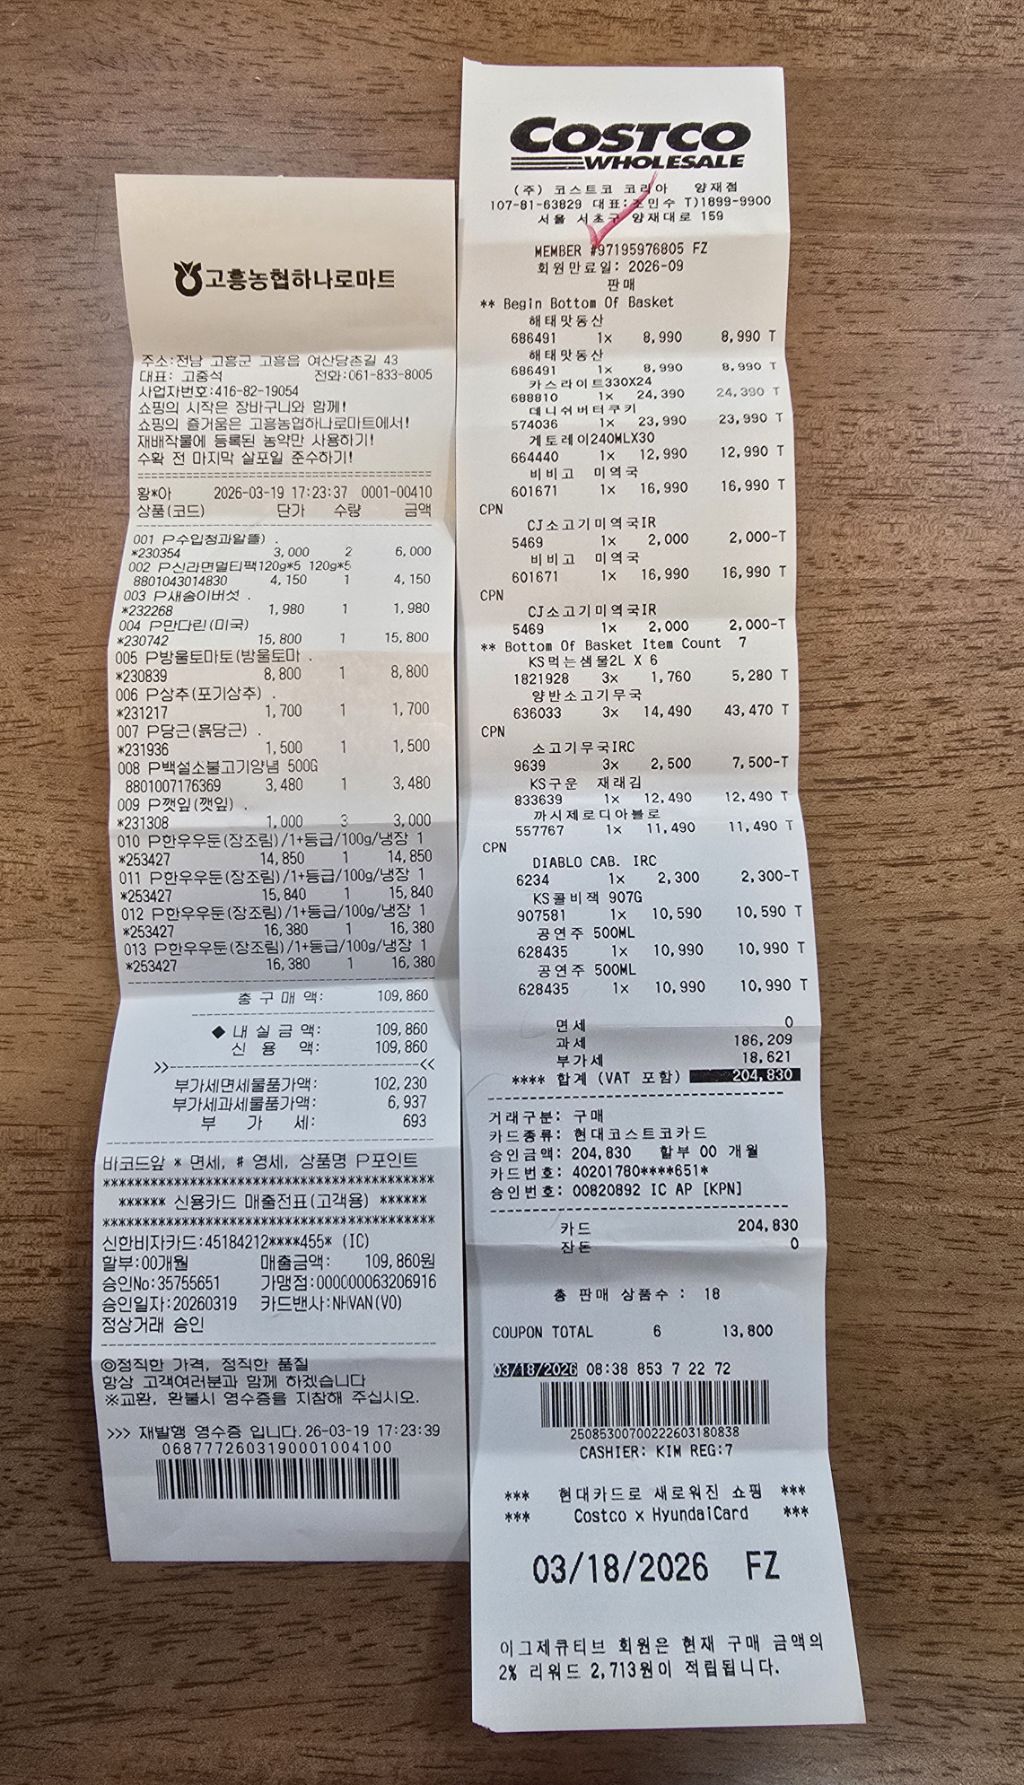 고흥농협하나로마트
주소:전남 고흥군 고흥읍 여산당촌길 43
대표: 고중석 전화:061-833-8005
사업자번호:416-82-19054
쇼핑의 시작은 장바구니와 함께!
쇼핑의 즐거움은 고흥농협하나로마트에서!
재배작물에 등록된 농약만 사용하기!
수확 전 마지막 살포일 준수하기!
황*아 2026-03-19 17:23:37 0001-00410
상품(코드) 단가 수량 금액
001 P수입청과알뜰) .
*230354 3,000 2 6,000
002 P신라면멀티팩120g*5 120g*5
8801043014830 4,150 1 4,150
003 P새송이버섯 .
*232268 1,980 1 1,980
004 P만다린(미국)
*230742 15,800 1 15,800
005 P방울토마토(방울토마 .
*230839 8,800 1 8,800
006 P상추(포기상추) .
*231217 1,700 1 1,700
007 P당근(흙당근) .
*231936 1,500 1 1,500
008 P백설소불고기양념 500G
8801007176369 3,480 1 3,480
009 P깻잎(깻잎) .
*231308 1,000 3 3,000
010 P한우우둔(장조림)/1+등급/100g/냉장 1
*253427 14,850 1 14,850
011 P한우우둔(장조림)/1+등급/100g/냉장 1
*253427 15,840 1 15,840
012 P한우우둔(장조림)/1+등급/100g/냉장 1
*253427 16,380 1 16,380
013 P한우우둔(장조림)/1+등급/100g/냉장 1
*253427 16,380 1 16,380
총 구 매 액: 109,860
◆ 내 실 금 액: 109,860
신 용 액: 109,860
>>--------------------<<
부가세면세물품가액: 102,230
부가세과세물품가액: 6,937
부 가 세: 693
바코드앞 * 면세, # 영세, 상품명 P포인트
****** 신용카드 매출전표(고객용) ******
신한비자카드:45184212****455* (IC)
할부:00개월 매출금액: 109,860원
승인No:35755651 가맹점:000000063206916
승인일자:20260319 카드밴사:NHVAN(VO)
정상거래 승인
◎정직한 가격, 정직한 품질
항상 고객여러분과 함께 하겠습니다
※교환, 환불시 영수증을 지참해 주십시오.
>>> 재발행 영수증 입니다.26-03-19 17:23:39
06877726031900010041​00
COSTCO
WHOLESALE
(주) 코스트코 코리아 양재점
107-81-63829 대표:조민수 T)1899-9900
서울 서초구 양재대로 159
MEMBER #97195976805 FZ
회원만료일: 2026-09
판매
** Begin Bottom Of Basket
해태맛동산
686491 1x 8,990 8,990 T
해태맛동산
686491 1x 8,990 8,990 T
카스라이트330X24
688810 1x 24,390 24,390 T
데니쉬버터쿠키
574036 1x 23,990 23,990 T
게토레이240MLX30
664440 1x 12,990 12,990 T
비비고 미역국
601671 1x 16,990 16,990 T
CPN
CJ소고기미역국IR
5469 1x 2,000 2,000-T
비비고 미역국
601671 1x 16,990 16,990 T
CPN
CJ소고기미역국IR
5469 1x 2,000 2,000-T
** Bottom Of Basket Item Count 7
KS먹는샘물2L X 6
1821928 3x 1,760 5,280 T
양반소고기무국
636033 3x 14,490 43,470 T
CPN
소고기무국IRC
9639 3x 2,500 7,500-T
KS구운 재래김
833639 1x 12,490 12,490 T
까시제로디아블로
557767 1x 11,490 11,490 T
CPN
DIABLO CAB. IRC
6234 1x 2,300 2,300-T
KS콜비잭 907G
907581 1x 10,590 10,590 T
공연주 500ML
628435 1x 10,990 10,990 T
공연주 500ML
628435 1x 10,990 10,990 T
면세 0
과세 186,209
부가세 18,621
**** 합계 (VAT 포함) 204,830
거래구분: 구매
카드종류: 현대코스트코카드
승인금액: 204,830 할부 00 개월
카드번호: 40201780****651*
승인번호: 00820892 IC AP [KPN]
카드 204,830
잔돈 0
총 판매 상품수 : 18
COUPON TOTAL 6 13,800
03/18/2026 08:38 853 7 22 72
25085300700222603180838
CASHIER: KIM REG:7
*** 현대카드로 새로워진 쇼핑 ***
*** Costco x HyundaiCard ***
03/18/2026 FZ
이그제큐티브 회원은 현재 구매 금액의
2% 리워드 2,713원이 적립됩니다.